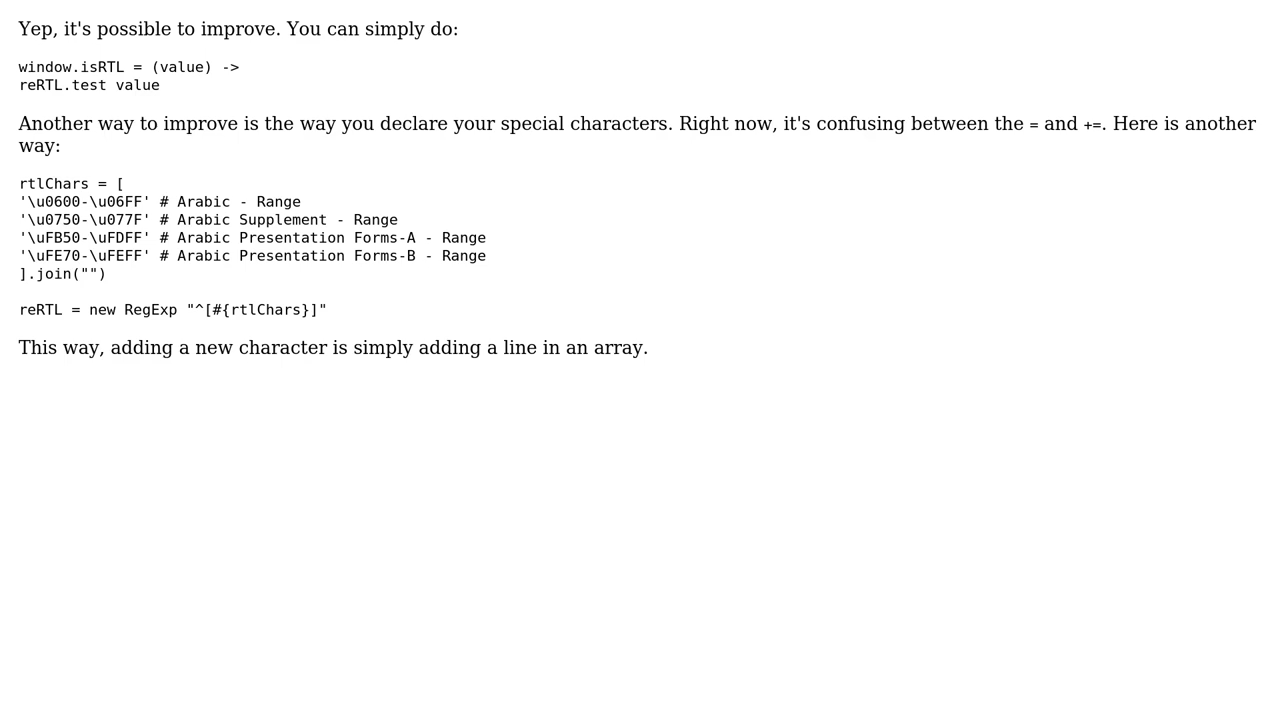 Yep, it's possible to improve. You can simply do:
window.isRTL = (value) ->
reRTL.test value
Another way to improve is the way you declare your special characters. Right now, it's confusing between the = and +=. Here is another
way:
rtlChars = [
'\u0600-\u06FF' # Arabic - Range
'\u0750-\u077F' # Arabic Supplement - Range
'\uFB50-\uFDFF' # Arabic Presentation Forms-A - Range
'\uFE70-\uFEFF' # Arabic Presentation Forms-B - Range
].join("")
reRTL = new RegExp "^[#{rtlChars}]"
This way, adding a new character is simply adding a line in an array.